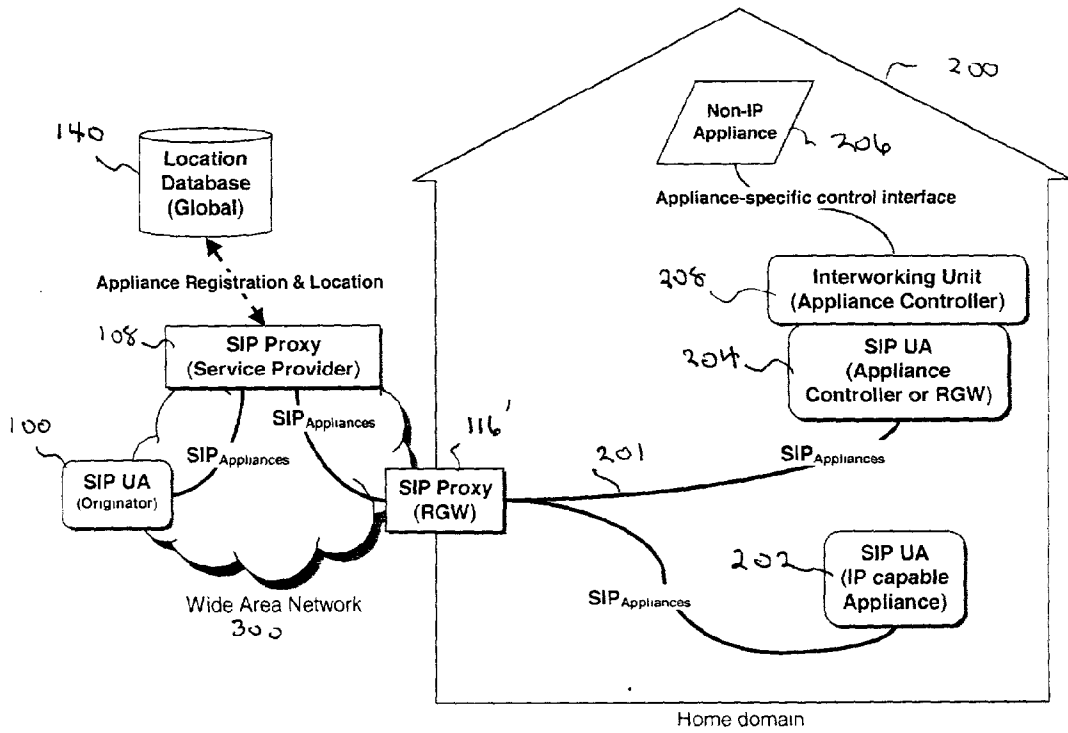 200
Non-IP
Appliance
206
140
Location
Database
(Global)
Appliance-specific control interface
Appliance Registration & Location
208
Interworking Unit
(Appliance Controller)
108
SIP Proxy
(Service Provider)
204
SIP UA
(Appliance
Controller or RGW)
SIPAppliances
116'
100
SIPAppliances
201
SIPAppliances
SIP UA
(Originator)
SIP Proxy
(RGW)
202
SIP UA
(IP capable
Appliance)
SIPAppliances
Wide Area Network
300
Home domain